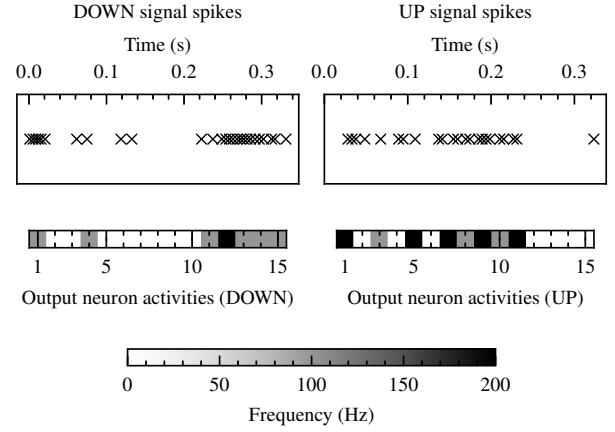 DOWN signal spikes
UP signal spikes
Time (s)
Time (s)
0.0 0.1 0.2 0.3
0.0 0.1 0.2 0.3
1 5 10 15
1 5 10 15
Output neuron activities (DOWN)
Output neuron activities (UP)
0 50 100 150 200
Frequency (Hz)